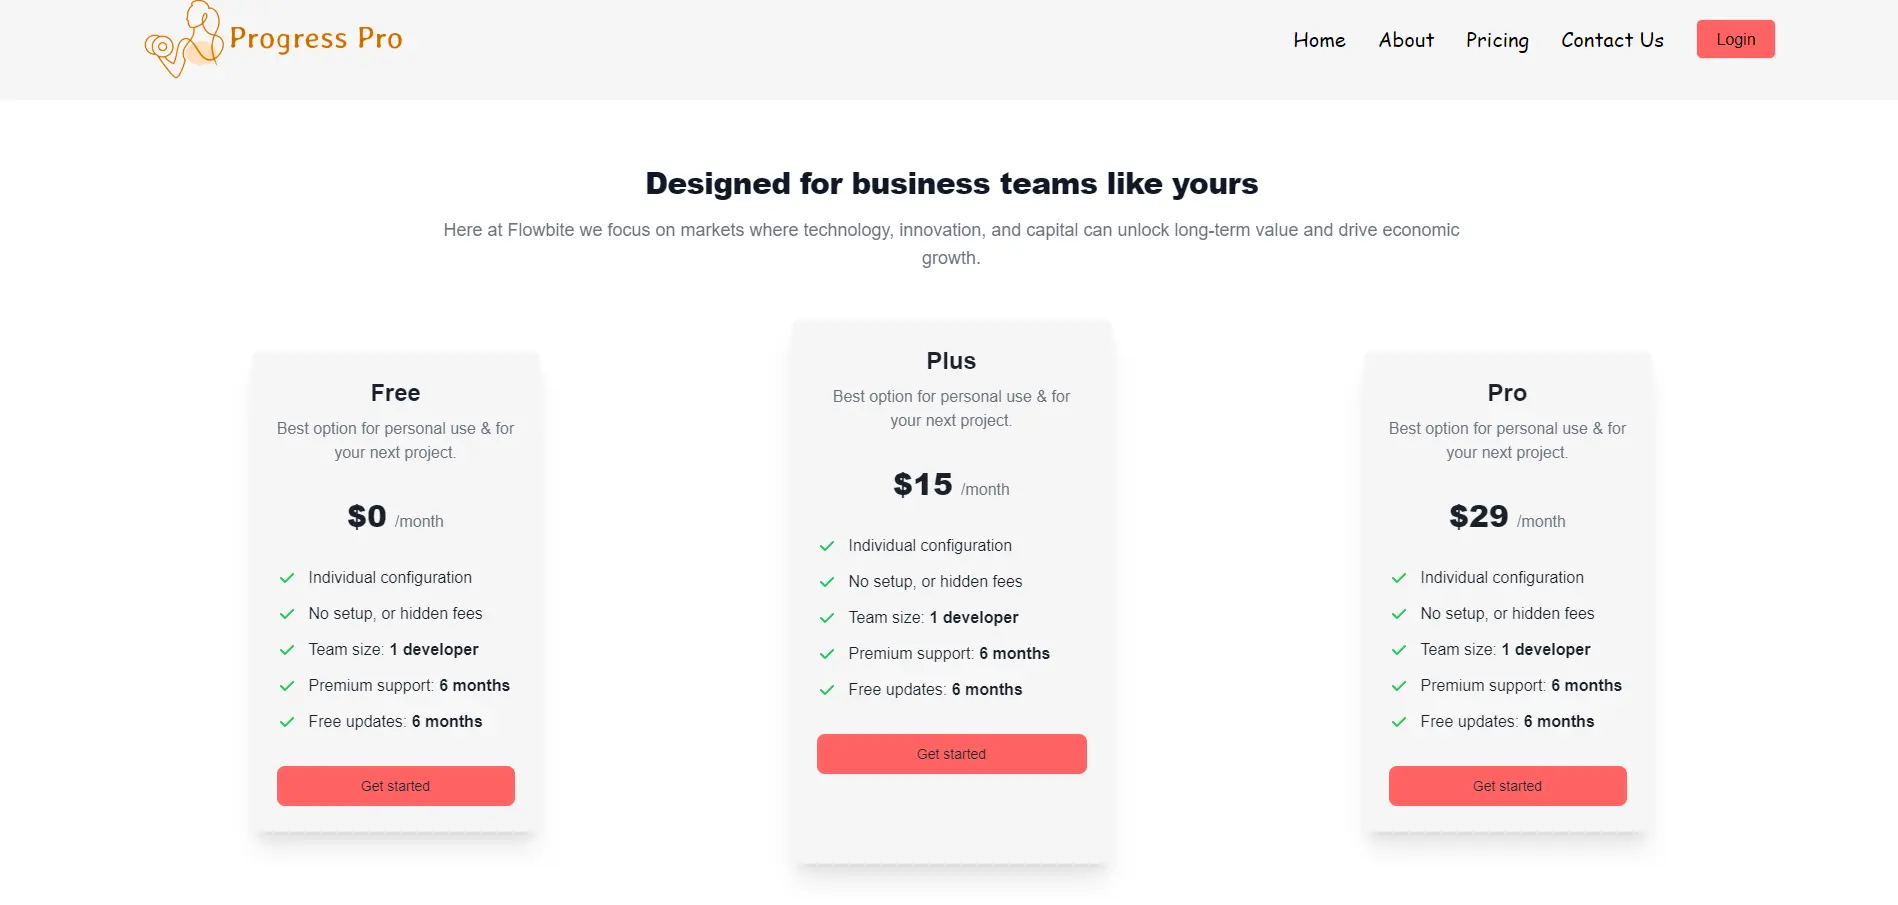 Progress Pro
Home About Pricing Contact Us Login
Designed for business teams like yours
Here at Flowbite we focus on markets where technology, innovation, and capital can unlock long-term value and drive economic
growth.
Free
Best option for personal use & for
your next project.
$0 /month
Individual configuration
No setup, or hidden fees
Team size: 1 developer
Premium support: 6 months
Free updates: 6 months
Get started
Plus
Best option for personal use & for
your next project.
$15 /month
Individual configuration
No setup, or hidden fees
Team size: 1 developer
Premium support: 6 months
Free updates: 6 months
Get started
Pro
Best option for personal use & for
your next project.
$29 /month
Individual configuration
No setup, or hidden fees
Team size: 1 developer
Premium support: 6 months
Free updates: 6 months
Get started